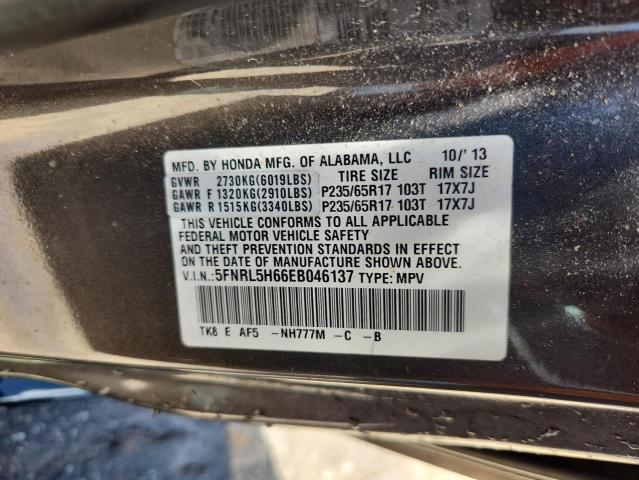 MFD. BY HONDA MFG. OF ALABAMA, LLC 10/'13
GVWR 2730KG(6019LBS) TIRE SIZE RIM SIZE
GAWR F 1320KG(2910LBS) P235/65R17 103T 17X7J
GAWR R 1515KG(3340LBS) P235/65R17 103T 17X7J
THIS VEHICLE CONFORMS TO ALL APPLICABLE
FEDERAL MOTOR VEHICLE SAFETY
AND THEFT PREVENTION STANDARDS IN EFFECT
ON THE DATE OF MANUFACTURE SHOWN ABOVE.
V.I.N.:5FNRL5H66EB046137 TYPE: MPV
TK8 E AF5 -NH777M -C -B